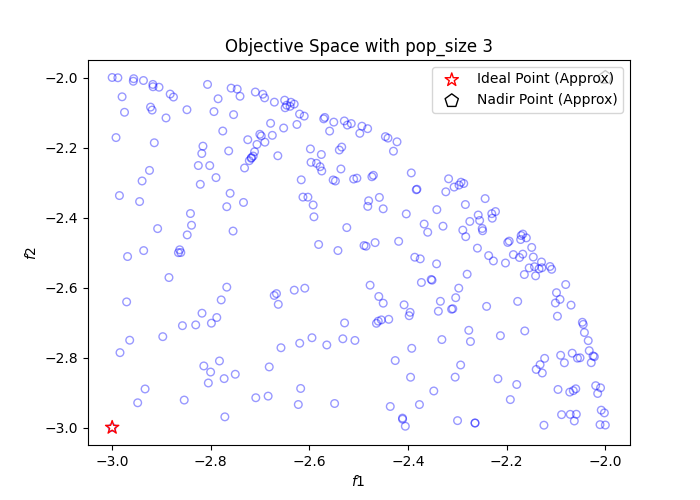 Objective Space with pop_size 3
Ideal Point (Approx)
Nadir Point (Approx)
f2
−2.0
−2.2
−2.4
−2.6
−2.8
−3.0
−3.0 −2.8 −2.6 −2.4 −2.2 −2.0
f1